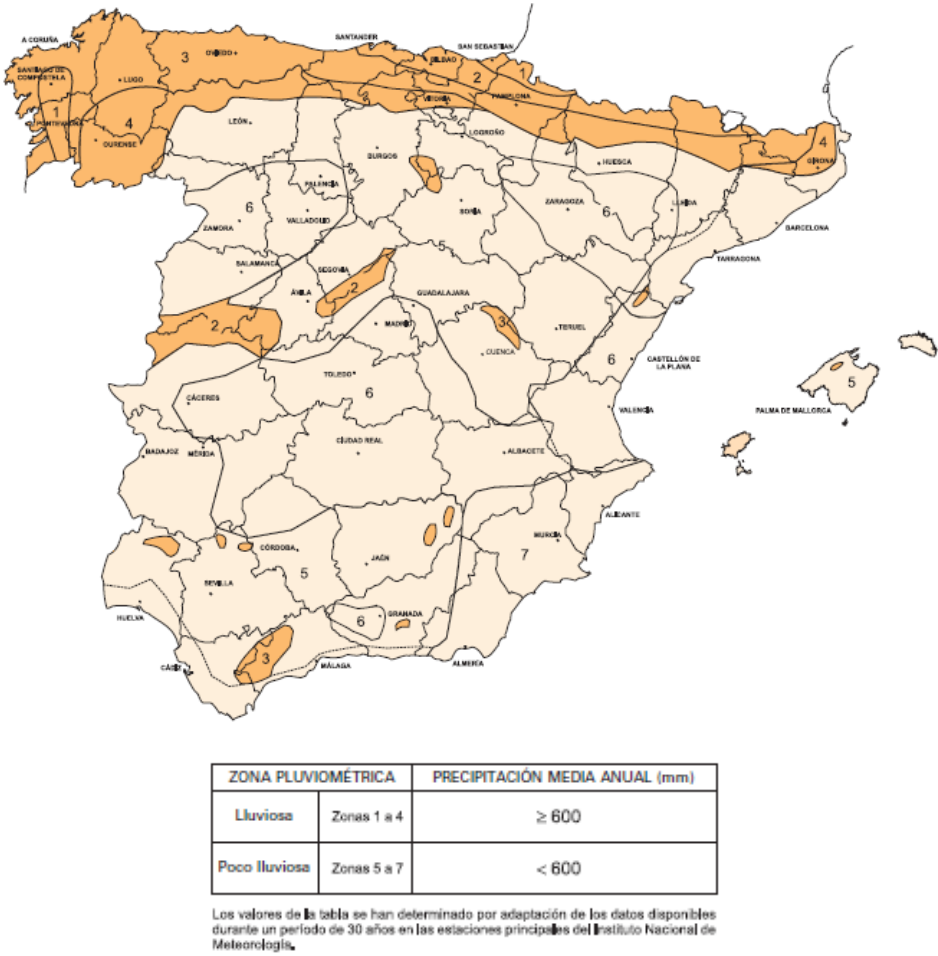 A CORUÑA
SANTANDER
SAN SEBASTIAN
3
OVIEDO
BILBAO
SANTIAGO DE
COMPOSTELA
LUGO
2
VITORIA
PAMPLONA
1
PONTEVEDRA
4
OURENSE
LEÓN
LOGROÑO
4
GIRONA
BURGOS
HUESCA
PALENCIA
6
VALLADOLID
ZAMORA
SORIA
ZARAGOZA
6
LLEIDA
BARCELONA
5
TARRAGONA
SALAMANCA
SEGOVIA
ÁVILA
2
GUADALAJARA
2
MADRID
3
TERUEL
CUENCA
6
CASTELLÓN DE
LA PLANA
TOLEDO
6
5
CÁCERES
PALMA DE MALLORCA
VALENCIA
CIUDAD REAL
BADAJOZ
MÉRIDA
ALBACETE
ALICANTE
MURCIA
7
CÓRDOBA
JAÉN
5
SEVILLA
HUELVA
6
GRANADA
3
CÁDIZ
MÁLAGA
ALMERÍA
ZONA PLUVIOMÉTRICA PRECIPITACIÓN MEDIA ANUAL (mm)
Lluviosa Zonas 1 a 4 ≥ 600
Poco lluviosa Zonas 5 a 7 < 600
Los valores de la tabla se han determinado por adaptación de los datos disponibles
durante un período de 30 años en las estaciones principales del Instituto Nacional de
Meteorología.